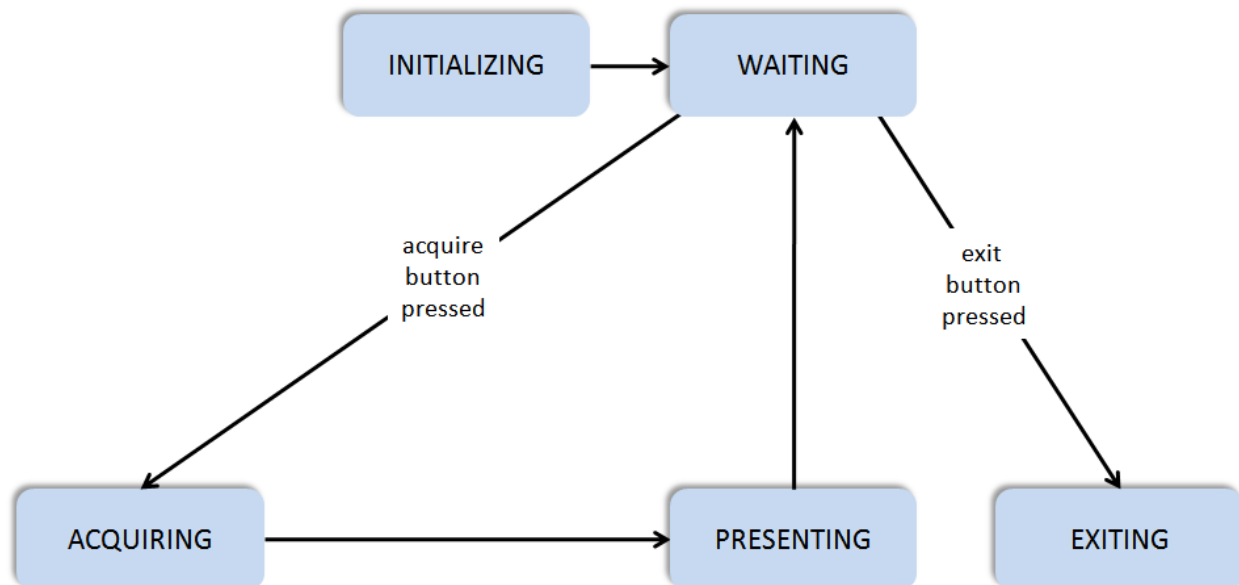 INITIALIZING
WAITING
acquire
button
pressed
exit
button
pressed
ACQUIRING
PRESENTING
EXITING